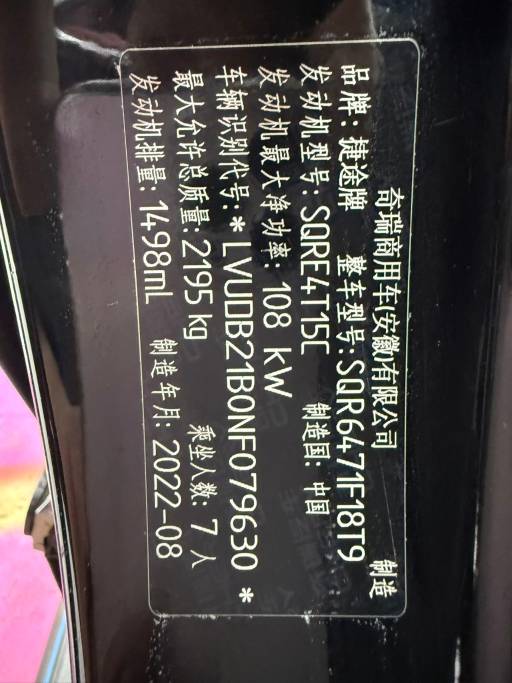 奇瑞商用车(安徽)有限公司 制造
品牌:捷途牌 整车型号:SQR6471F18T9
发动机型号:SQRE4T15C 制造国:中国
发动机最大净功率:108 kW
车辆识别代号:*LVUDB21B0NF079630*
最大允许总质量:2195 kg 乘坐人数:7人
发动机排量:1498mL 制造年月:2022-08